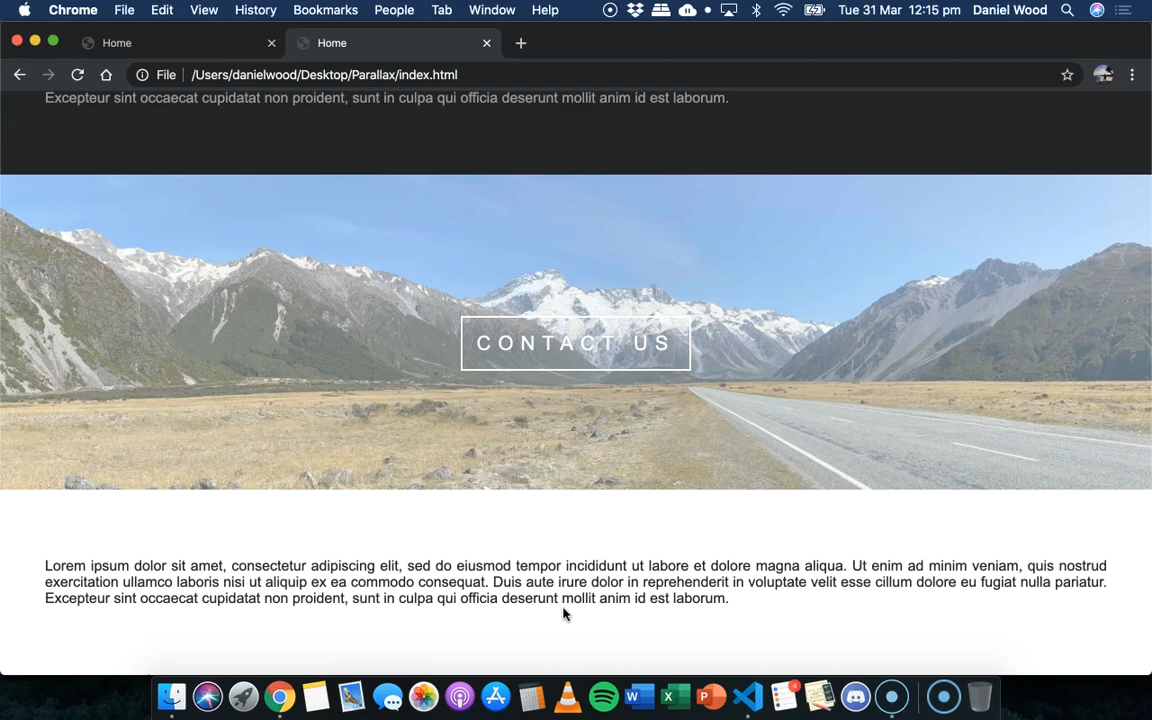 Chrome File Edit View History Bookmarks People Tab Window Help Tue 31 Mar 12:15 pm Daniel Wood
Home Home
File /Users/danielwood/Desktop/Parallax/index.html
Excepteur sint occaecat cupidatat non proident, sunt in culpa qui officia deserunt mollit anim id est laborum.
CONTACT US
Lorem ipsum dolor sit amet, consectetur adipiscing elit, sed do eiusmod tempor incididunt ut labore et dolore magna aliqua. Ut enim ad minim veniam, quis nostrud
exercitation ullamco laboris nisi ut aliquip ex ea commodo consequat. Duis aute irure dolor in reprehenderit in voluptate velit esse cillum dolore eu fugiat nulla pariatur.
Excepteur sint occaecat cupidatat non proident, sunt in culpa qui officia deserunt mollit anim id est laborum.
W X P 4